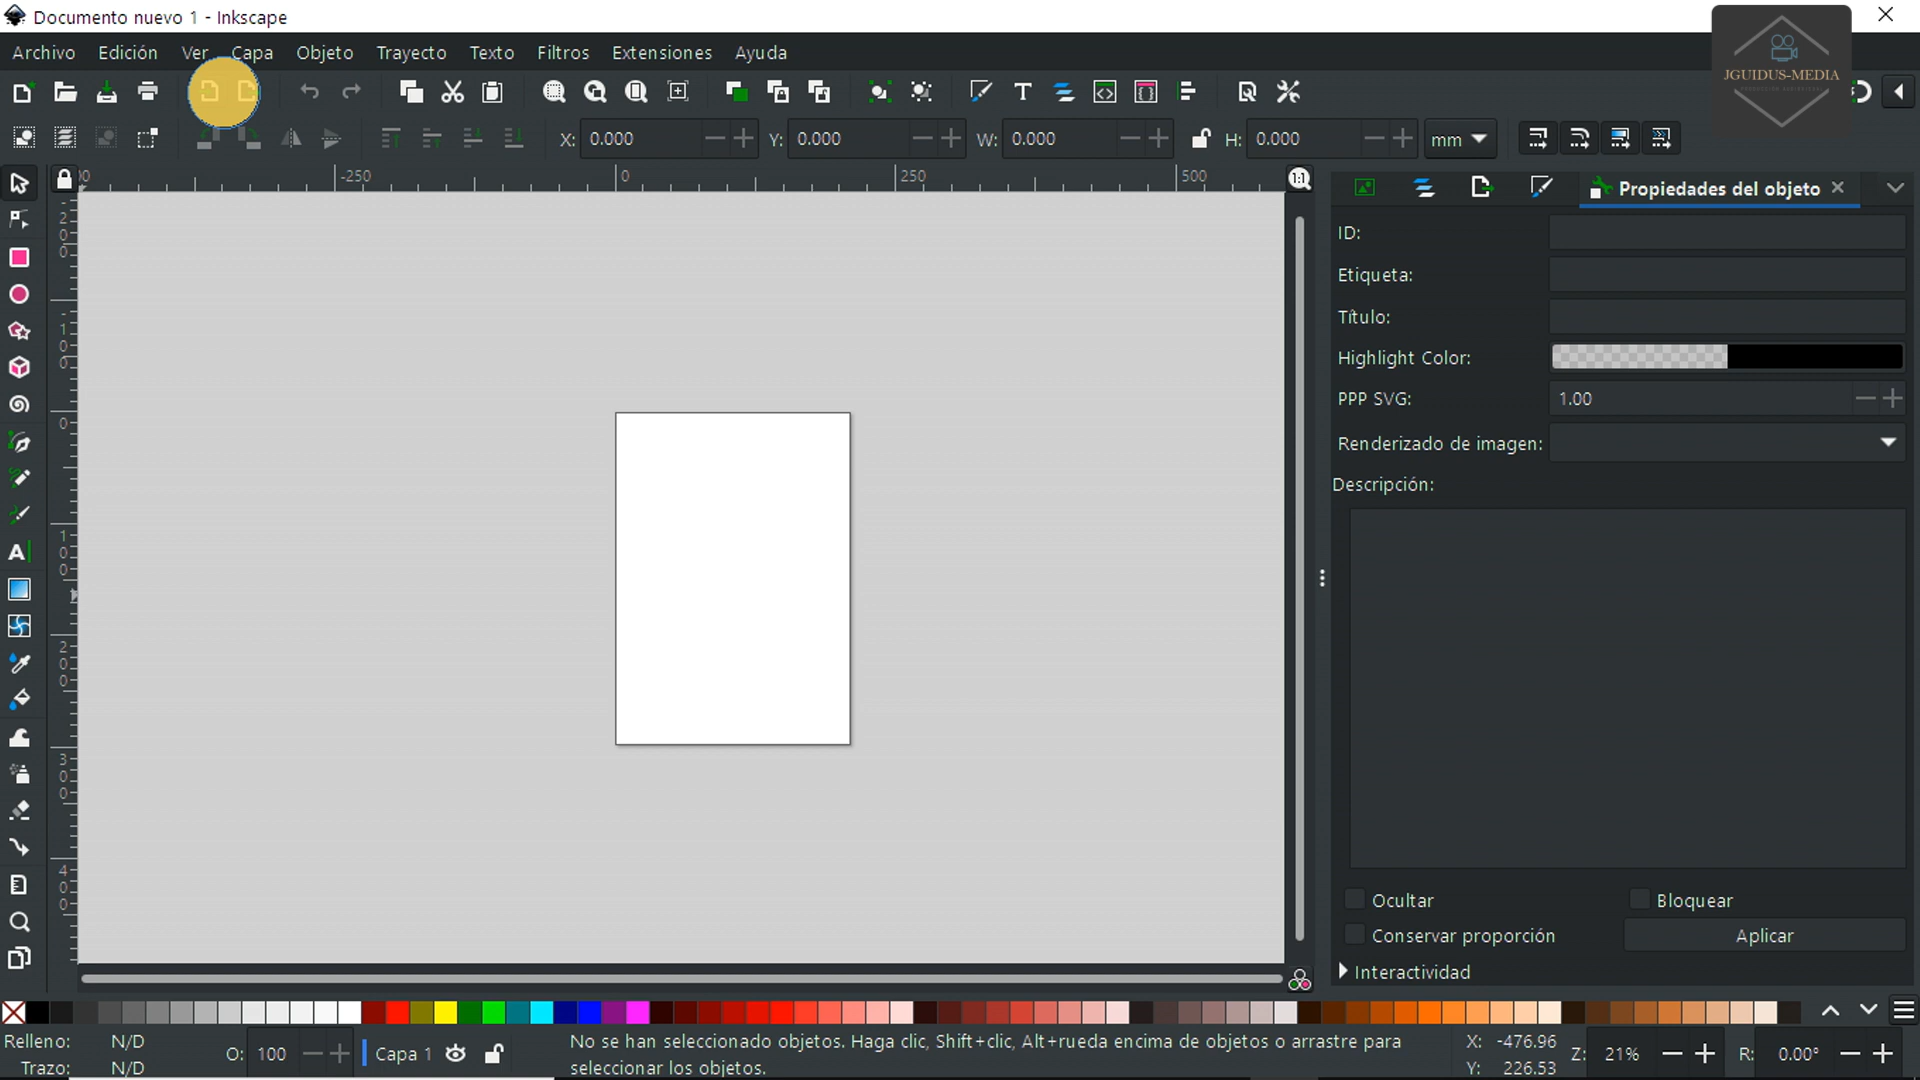 Documento nuevo 1 - Inkscape
Archivo Edición Ver Capa Objeto Trayecto Texto Filtros Extensiones Ayuda
JGUIDUS-MEDIA
X: 0.000 Y: 0.000 W: 0.000 H: 0.000 mm
-250 0 250 500
1:1
Propiedades del objeto
ID:
Etiqueta:
Título:
Highlight Color:
PPP SVG: 1.00
Renderizado de imagen:
Descripción:
Ocultar Bloquear
Conservar proporción Aplicar
Interactividad
Relleno: N/D
Trazo: N/D
O: 100
Capa 1
No se han seleccionado objetos. Haga clic, Shift+clic, Alt+rueda encima de objetos o arrastre para
seleccionar los objetos.
X: -476.96
Y: 226.53
Z: 21%
R: 0.00°